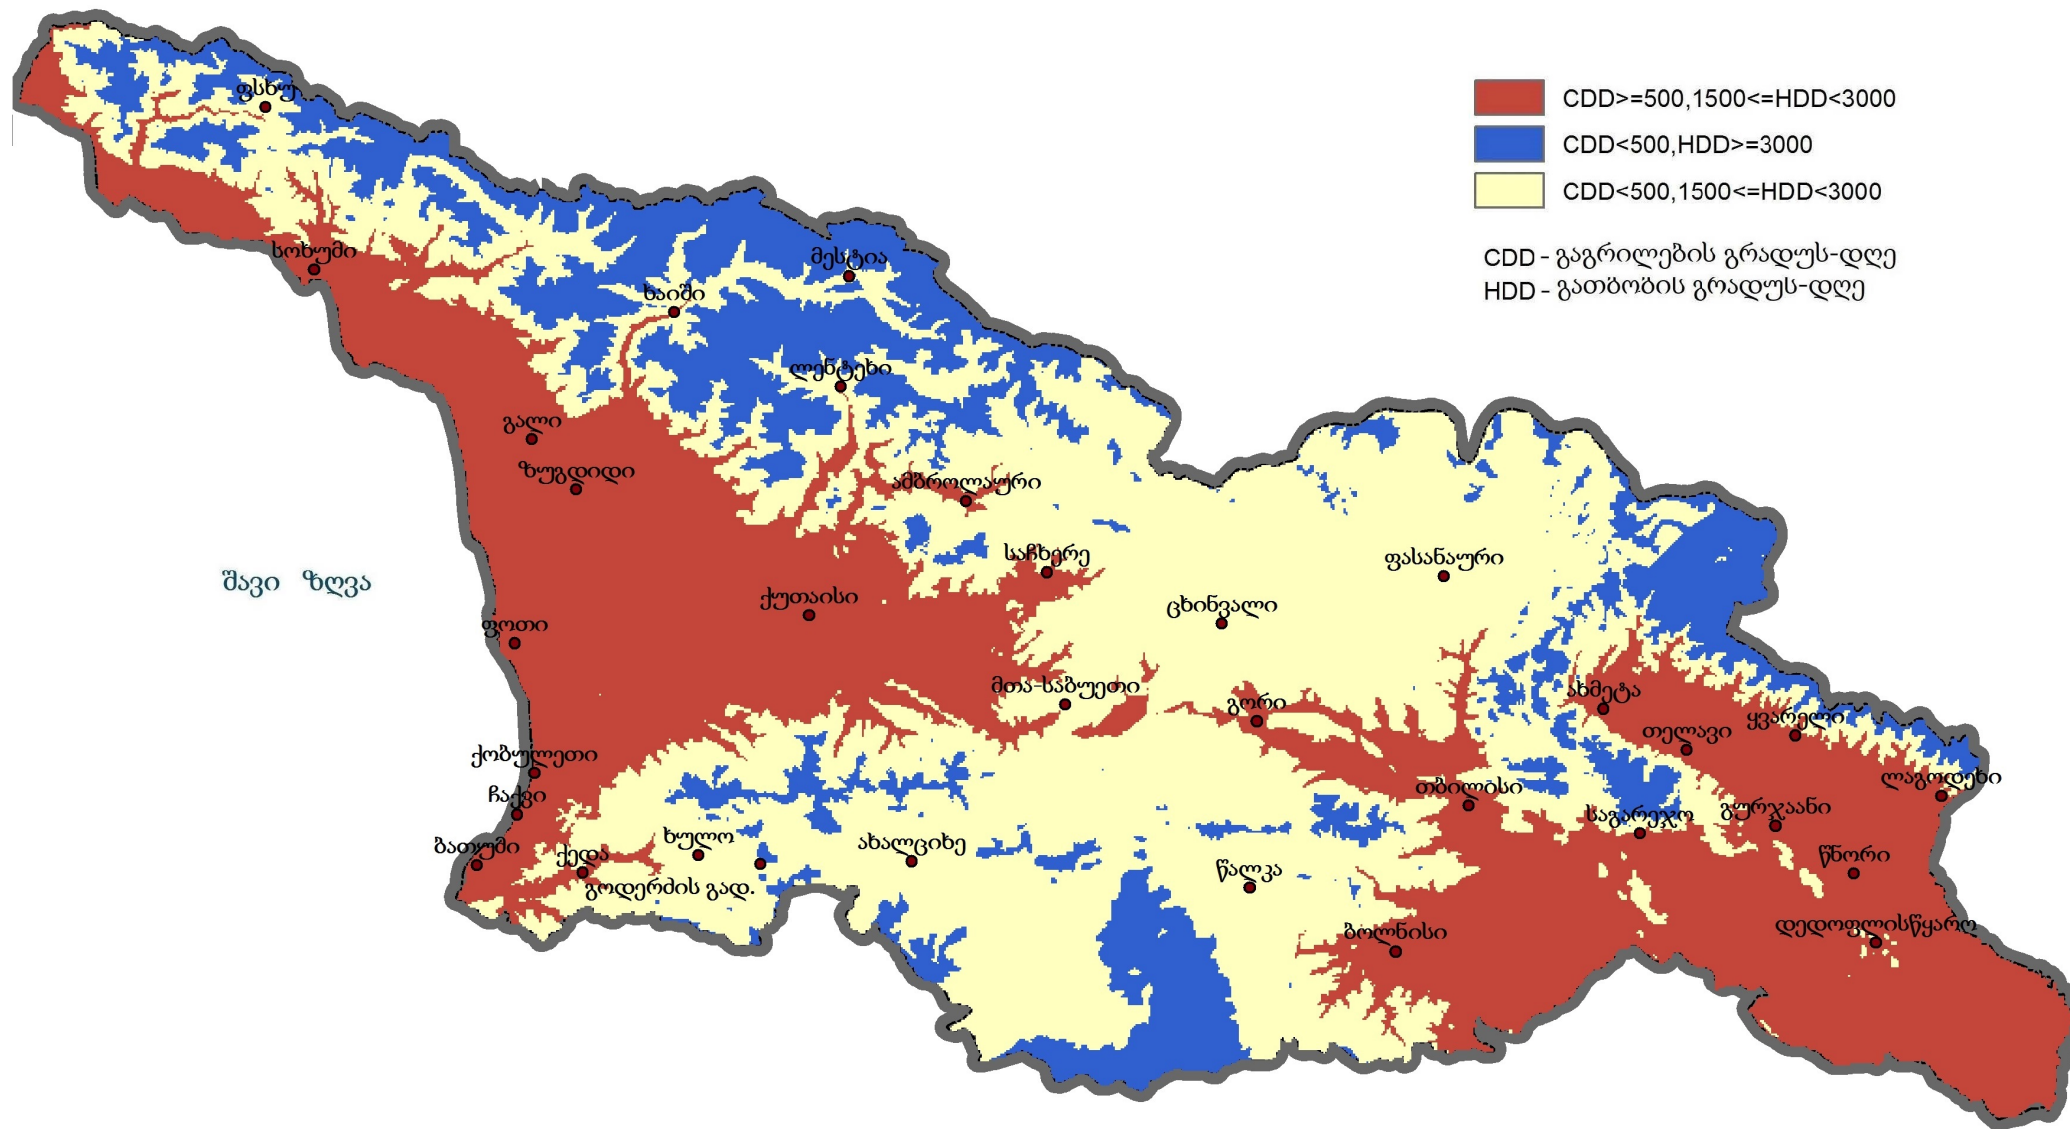 CDD>=500,1500<=HDD<3000
CDD<500,HDD>=3000
CDD<500,1500<=HDD<3000
CDD - გაგრილების გრადუს-დღე
HDD - გათბობის გრადუს-დღე
ფსხუ
სოხუმი
მესტია
ხაიში
ლენტეხი
გალი
ზუგდიდი
ამბროლაური
საჩხერე
ფასანაური
შავი ზღვა
ქუთაისი
ცხინვალი
ფოთი
მთა-საბუეთი
გორი
ახმეტა
ყვარელი
თელავი
ქობულეთი
ლაგოდეხი
ჩაქვი
თბილისი
საგარეჯო
გურჯაანი
ბათუმი
ქედა
ხულო
ახალციხე
წალკა
წნორი
გოდერძის გად.
ბოლნისი
დედოფლისწყარო